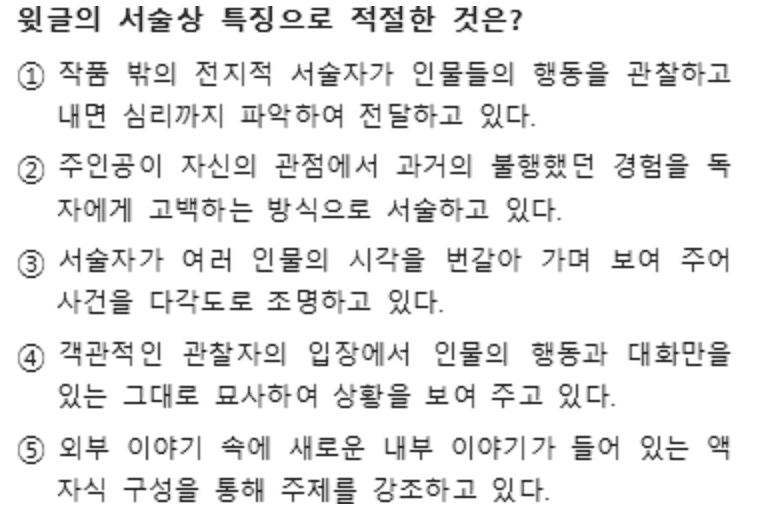 윗글의 서술상 특징으로 적절한 것은?
① 작품 밖의 전지적 서술자가 인물들의 행동을 관찰하고
내면 심리까지 파악하여 전달하고 있다.
② 주인공이 자신의 관점에서 과거의 불행했던 경험을 독
자에게 고백하는 방식으로 서술하고 있다.
③ 서술자가 여러 인물의 시각을 번갈아 가며 보여 주어
사건을 다각도로 조명하고 있다.
④ 객관적인 관찰자의 입장에서 인물의 행동과 대화만을
있는 그대로 묘사하여 상황을 보여 주고 있다.
⑤ 외부 이야기 속에 새로운 내부 이야기가 들어 있는 액
자식 구성을 통해 주제를 강조하고 있다.